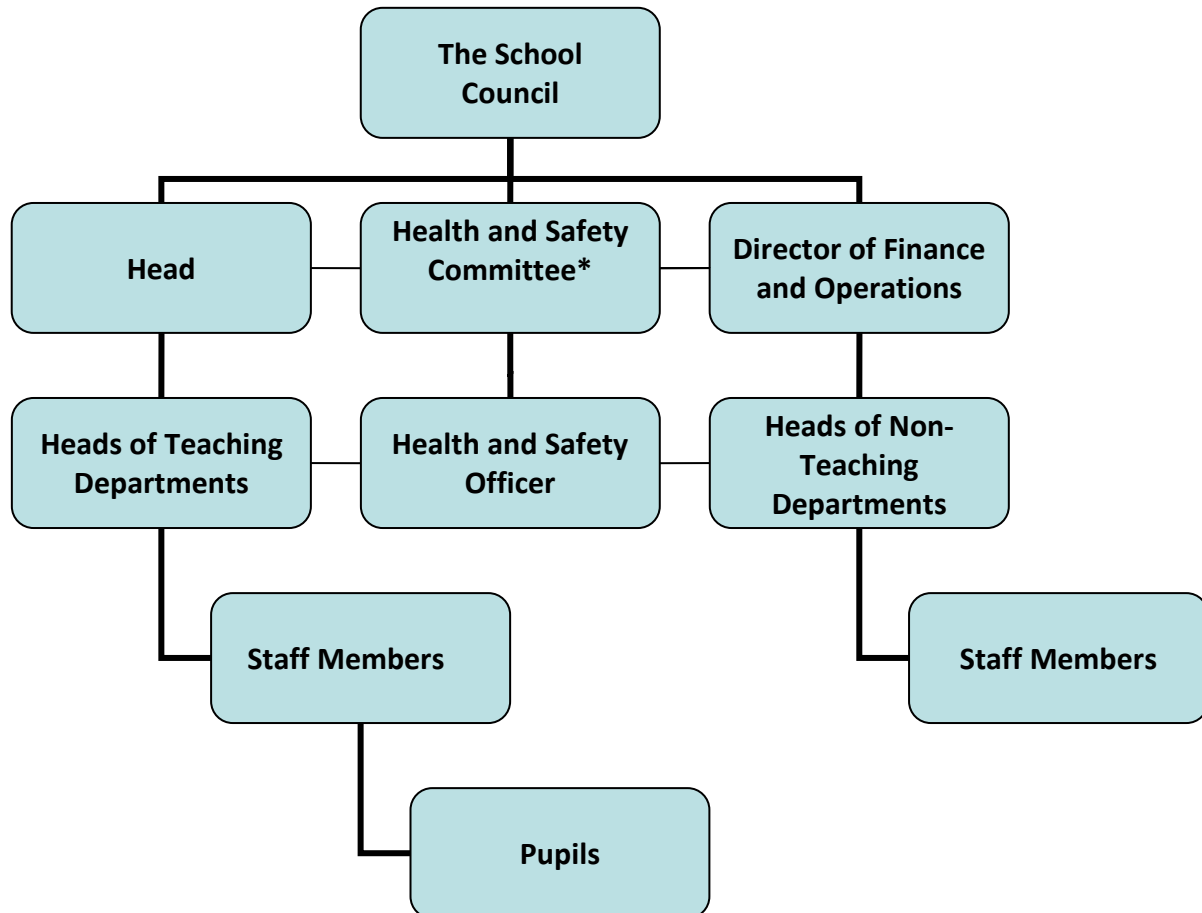 The School
Council
Head
Health and Safety
Committee*
Director of Finance
and Operations
Heads of Teaching
Departments
Health and Safety
Officer
Heads of Non-
Teaching
Departments
Staff Members
Staff Members
Pupils